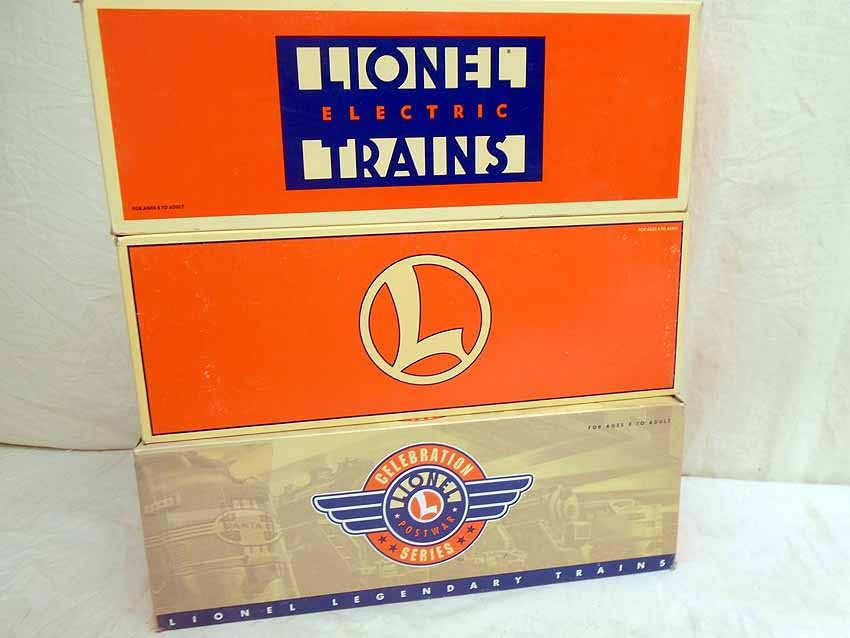 LIONEL
ELECTRIC
TRAINS
FOR AGES 8 TO ADULT
FOR AGES 8 TO ADULT
L
FOR AGES 8 TO ADULT
CELEBRATION
LIONEL
L
POSTWAR
SERIES
SANTA F
LIONEL LEGENDARY TRAINS